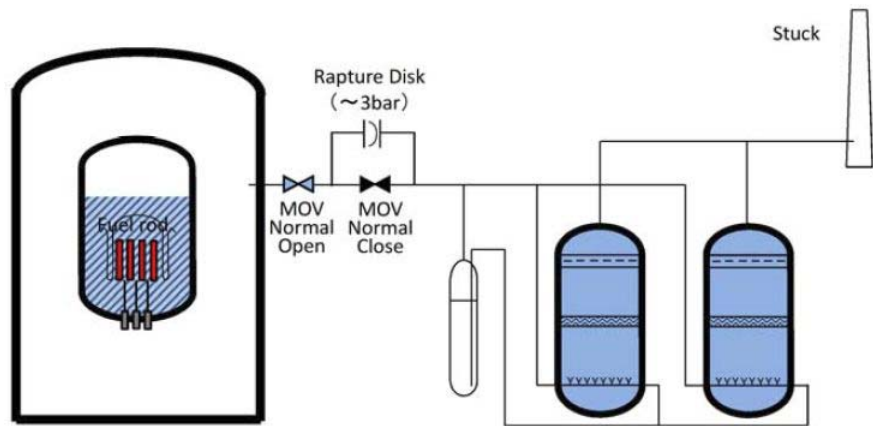 Stuck
Rapture Disk
（～3bar）
MOV
Normal
Open
MOV
Normal
Close
Fuel rod